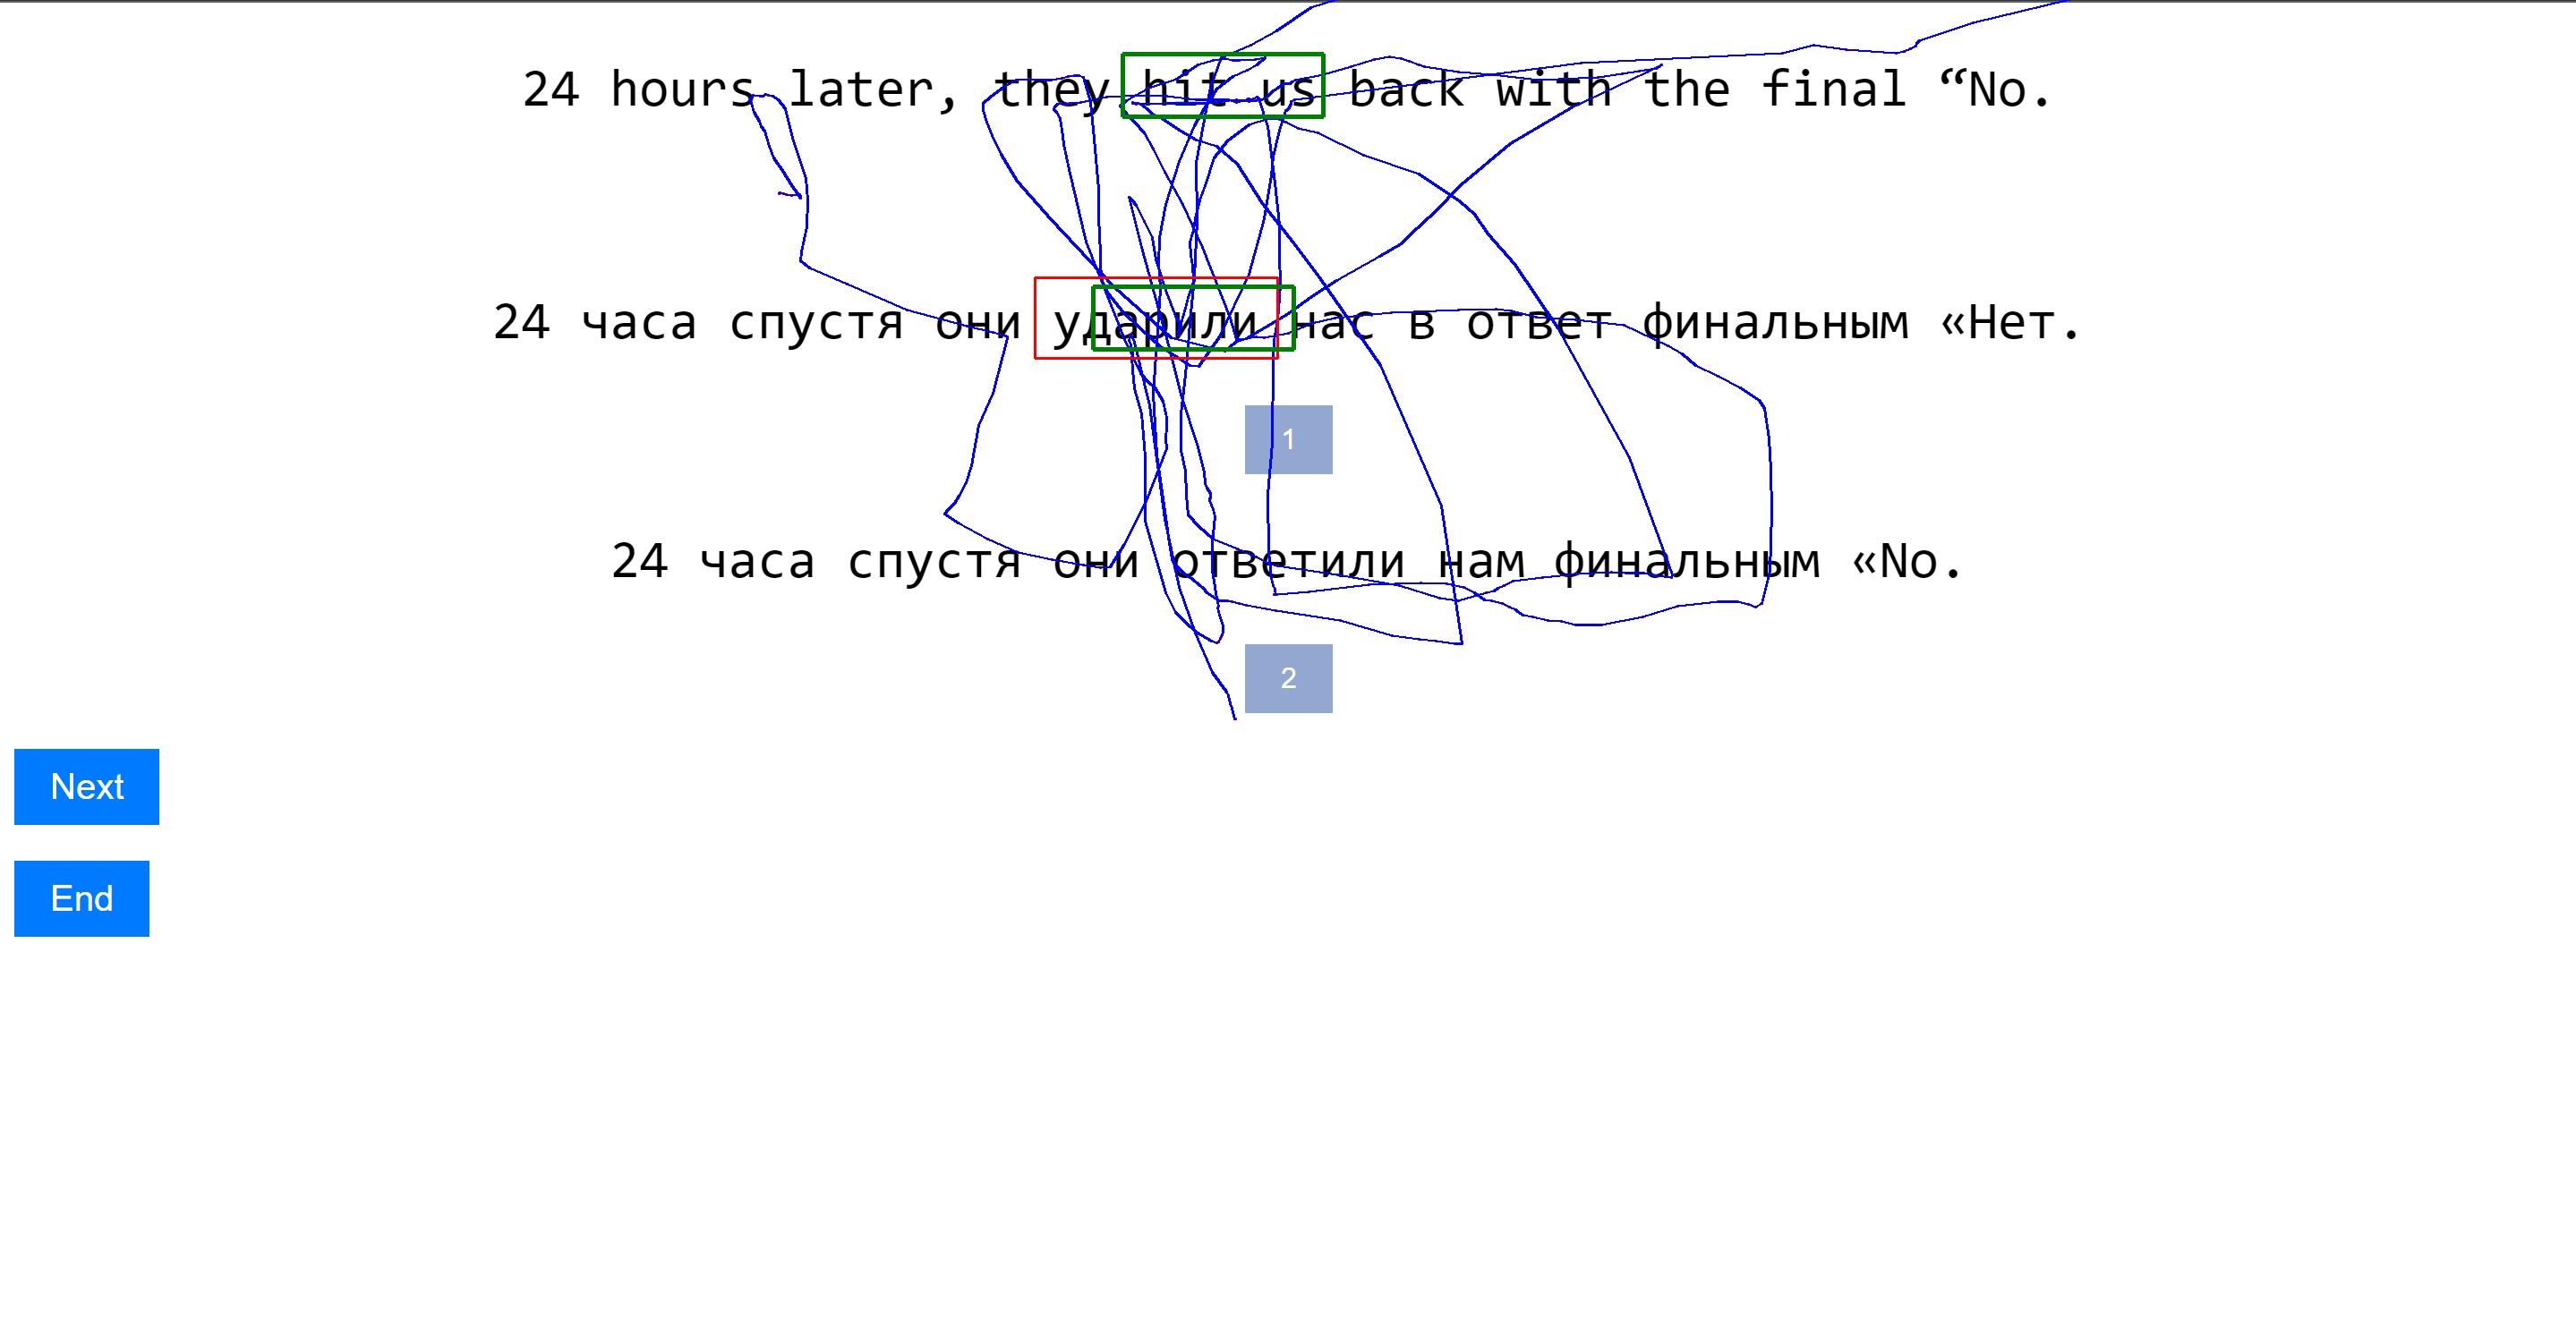 24 hours later, they hit us back with the final “No.
24 часа спустя они ударили нас в ответ финальным «Нет.
1
24 часа спустя они ответили нам финальным «No.
2
Next
End